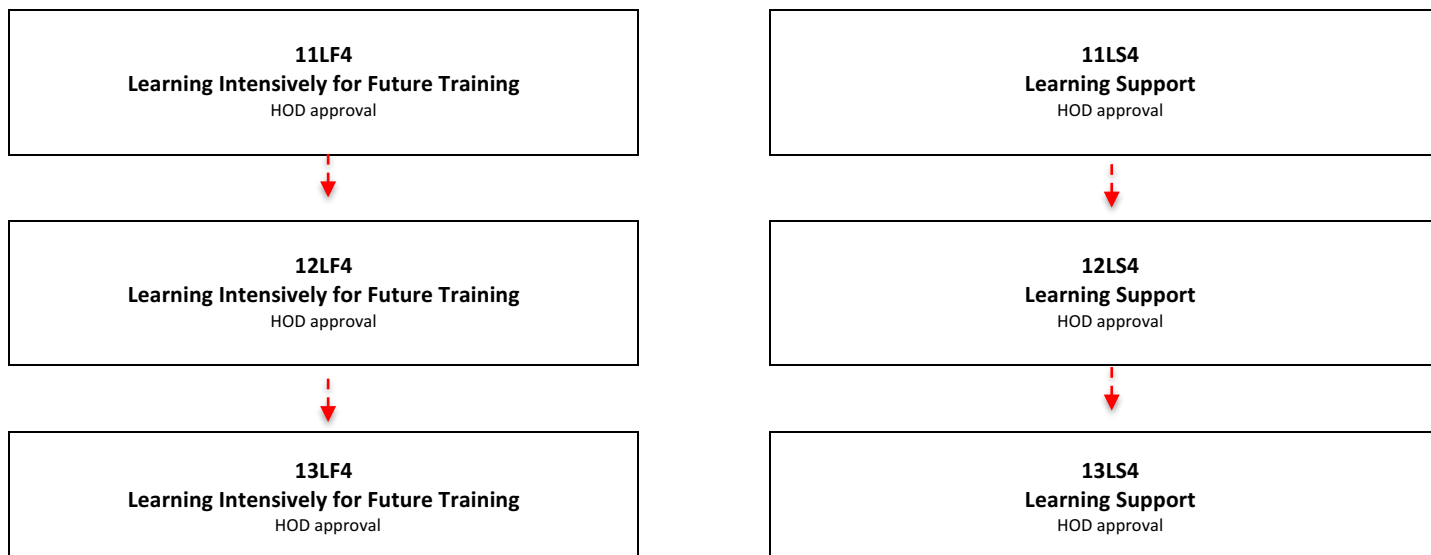 11LF4
Learning Intensively for Future Training
HOD approval
11LS4
Learning Support
HOD approval
12LF4
Learning Intensively for Future Training
HOD approval
12LS4
Learning Support
HOD approval
13LF4
Learning Intensively for Future Training
HOD approval
13LS4
Learning Support
HOD approval